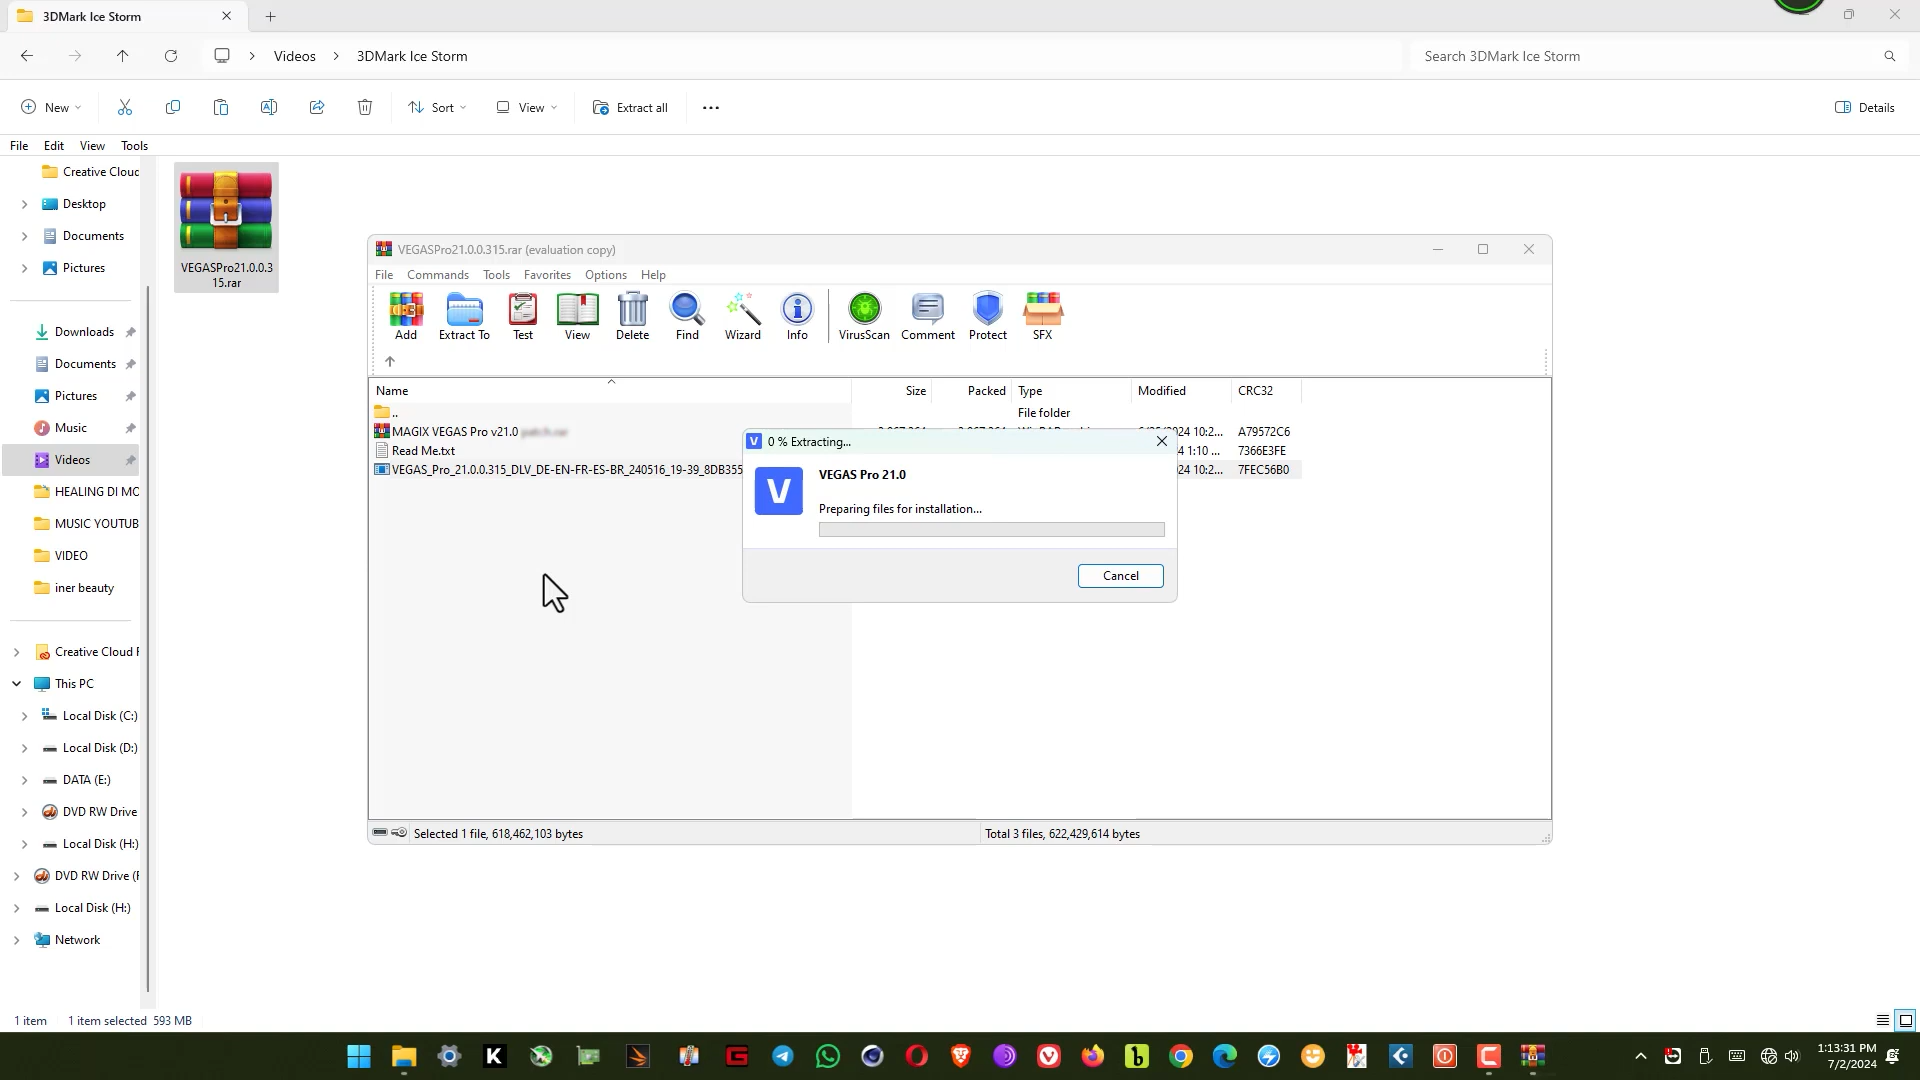 3DMark Ice Storm
Videos
3DMark Ice Storm
Search 3DMark Ice Storm
New
Sort
View
Extract all
Details
File Edit View Tools
Creative Cloud
Desktop
Documents
Pictures
Downloads
Documents
Pictures
Music
Videos
HEALING DI MO
MUSIC YOUTUB
VIDEO
iner beauty
Creative Cloud F
This PC
Local Disk (C:)
Local Disk (D:)
DATA (E:)
DVD RW Drive
Local Disk (H:)
DVD RW Drive (F
Local Disk (H:)
Network
VEGASPro21.0.0.3
15.rar
VEGASPro21.0.0.315.rar (evaluation copy)
File Commands Tools Favorites Options Help
Add Extract To Test View Delete Find Wizard Info VirusScan Comment Protect SFX
Name Size Packed Type Modified CRC32
.. File folder
MAGIX VEGAS Pro v21.0 A79572C6
Read Me.txt 4 1:10 ... 7366E3FE
VEGAS_Pro_21.0.0.315_DLV_DE-EN-FR-ES-BR_240516_19-39_8DB355 24 10:2... 7FEC56B0
V 0 % Extracting...
V
VEGAS Pro 21.0
Preparing files for installation...
Cancel
Selected 1 file, 618,462,103 bytes
Total 3 files, 622,429,614 bytes
1 item 1 item selected 593 MB
1:13:31 PM
7/2/2024